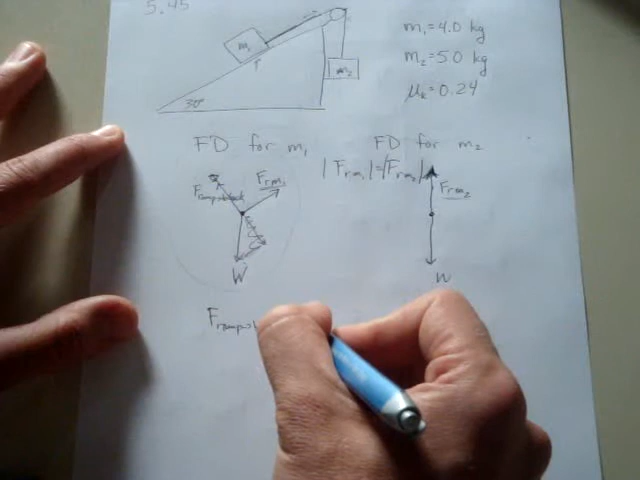 5.45
m₁
m₂
30°
m₁ = 4.0 kg
m₂ = 5.0 kg
μₖ = 0.24
FD for m₁
FD for m₂
|Frm₁| = |Frm₂|
Frm₁
Frm₂
W
W